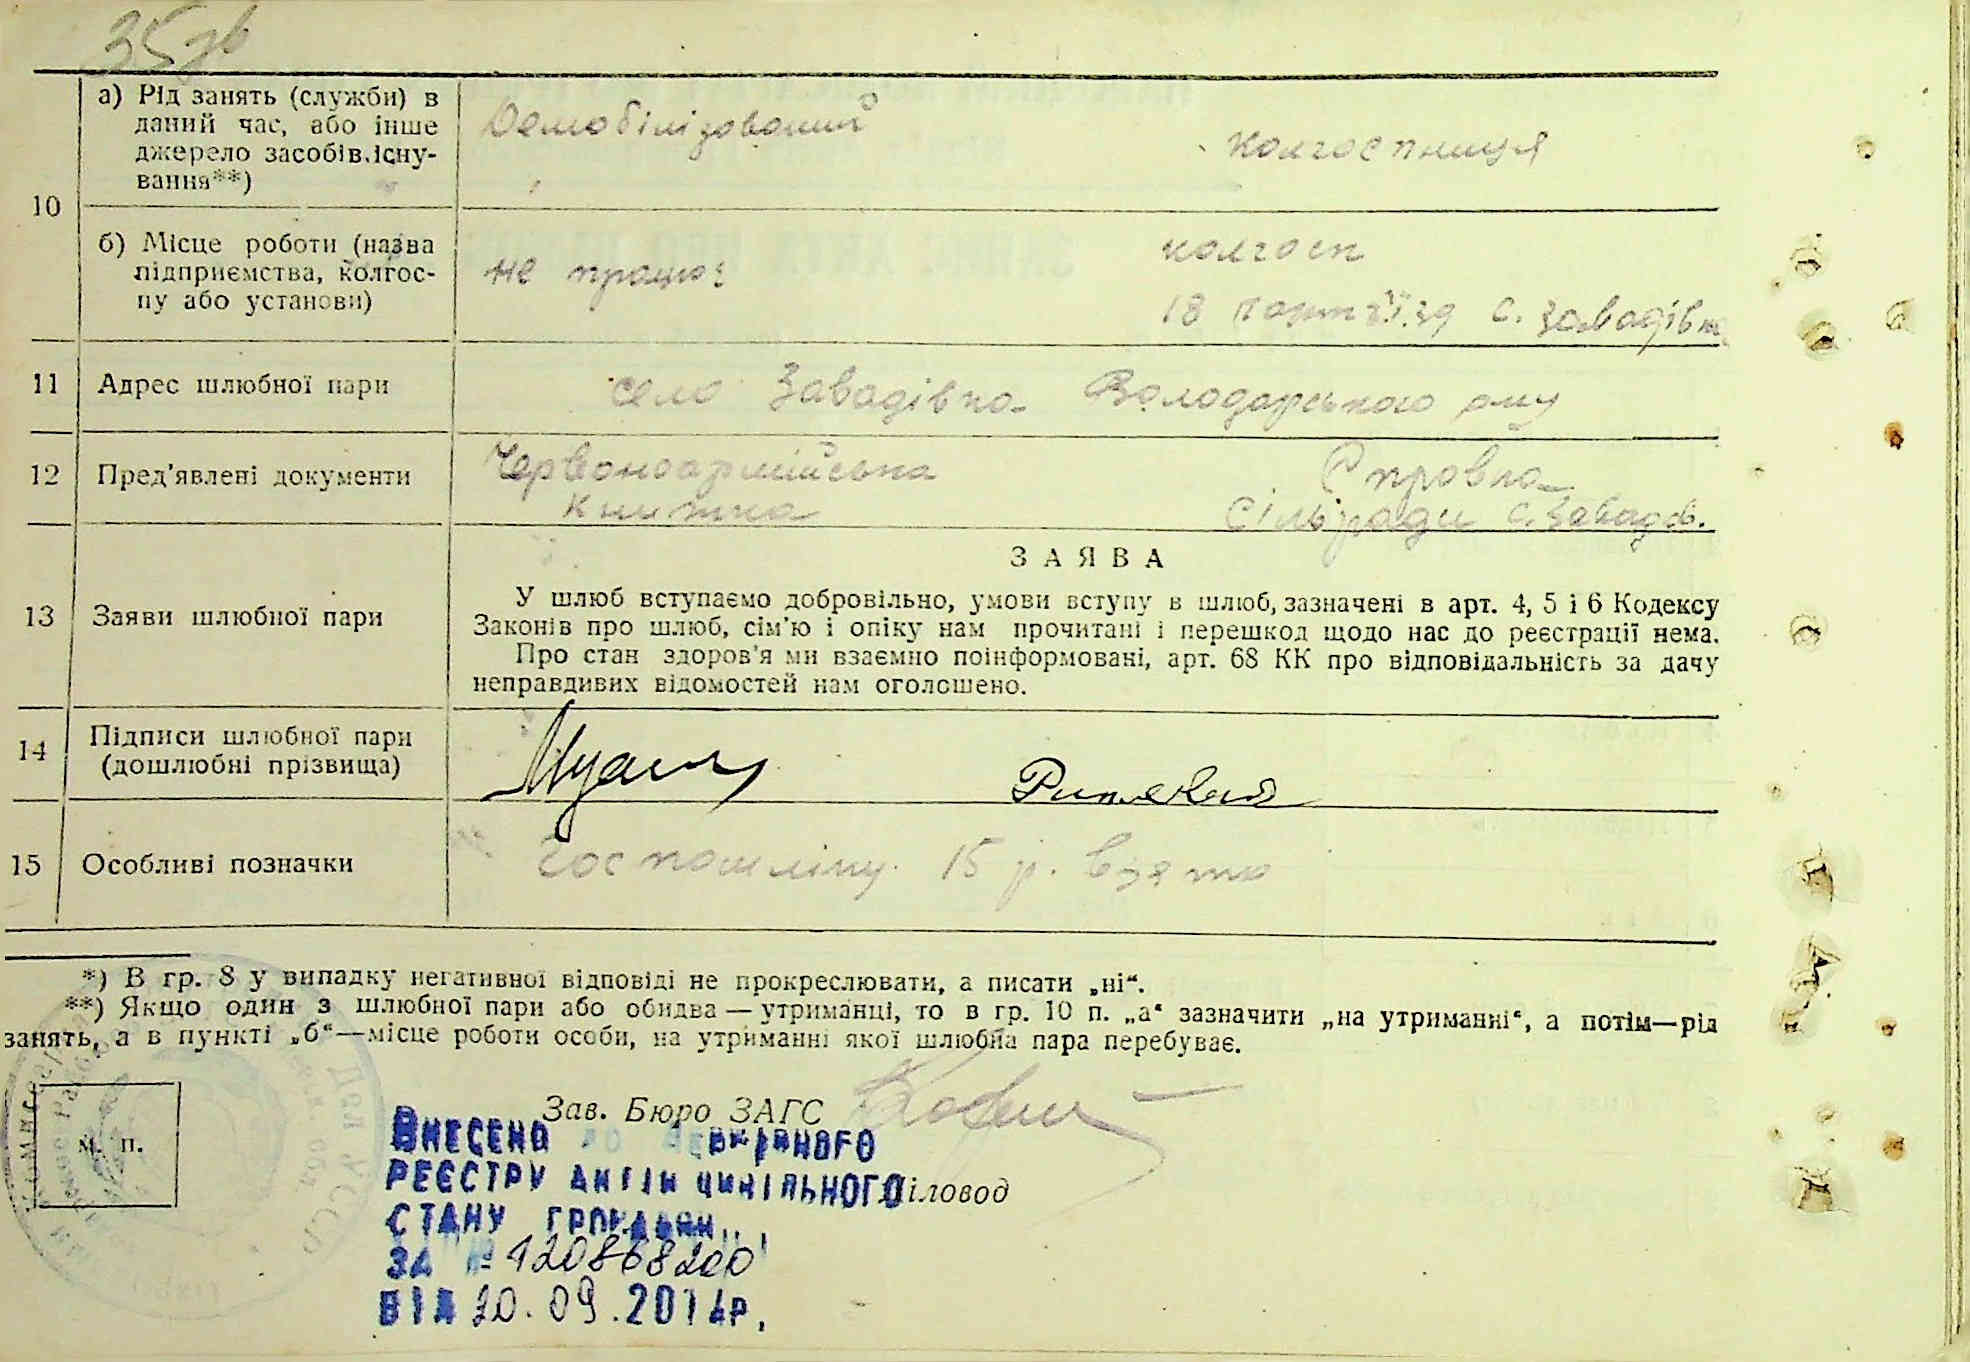 35зв
10
а) Рід занять (служби) в
даний час, або інше
джерело засобів існу-
вання**)
Демобілізований
колгоспниця
б) Місце роботи (назва
підприємства, колгос-
пу або установи)
не працює
колгосп
18 партз'їзд с. Завадівка
11 Адрес шлюбної пари
село Завадівка Володарського р-ну
12 Пред'явлені документи
Червоноармійська
книжка
Справка
сільради с. Завадів.
13 Заяви шлюбної пари
ЗАЯВА
У шлюб вступаємо добровільно, умови вступу в шлюб, зазначені в арт. 4, 5 і 6 Кодексу
Законів про шлюб, сім'ю і опіку нам прочитані і перешкод щодо нас до реєстрації нема.
Про стан здоров'я ми взаємно поінформовані, арт. 68 КК про відповідальність за дачу
неправдивих відомостей нам оголошено.
14 Підписи шлюбної пари
(дошлюбні прізвища)
15 Особливі позначки
Госпошліну 15 р. взято
*) В гр. 8 у випадку негативної відповіді не прокреслювати, а писати „ні“.
**) Якщо один з шлюбної пари або обидва — утриманці, то в гр. 10 п. „а“ зазначити „на утриманні“, а потім—рід
занять, а в пункті „б“—місце роботи особи, на утриманні якої шлюбна пара перебуває.
М. П.
Зав. Бюро ЗАГС
ВНЕСЕНО ДО ДЕРЖАВНОГО
РЕЄСТРУ АКТІВ ЦИВІЛЬНОГО
Діловод
СТАНУ ГРОМАДЯН
ЗА № 120868200
ВІД 10.09.2014р.